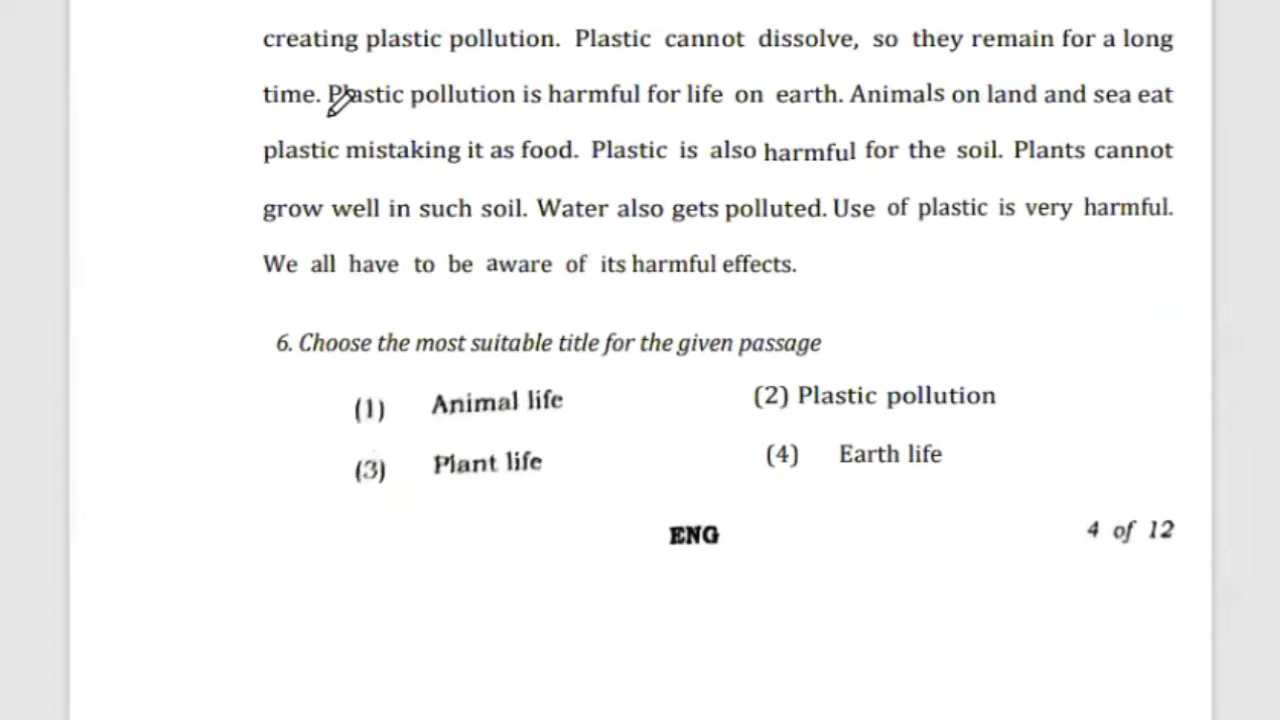 creating plastic pollution. Plastic cannot dissolve, so they remain for a long
time. Plastic pollution is harmful for life on earth. Animals on land and sea eat
plastic mistaking it as food. Plastic is also harmful for the soil. Plants cannot
grow well in such soil. Water also gets polluted. Use of plastic is very harmful.
We all have to be aware of its harmful effects.
6. Choose the most suitable title for the given passage
(1) Animal life (2) Plastic pollution
(3) Plant life (4) Earth life
ENG 4 of 12